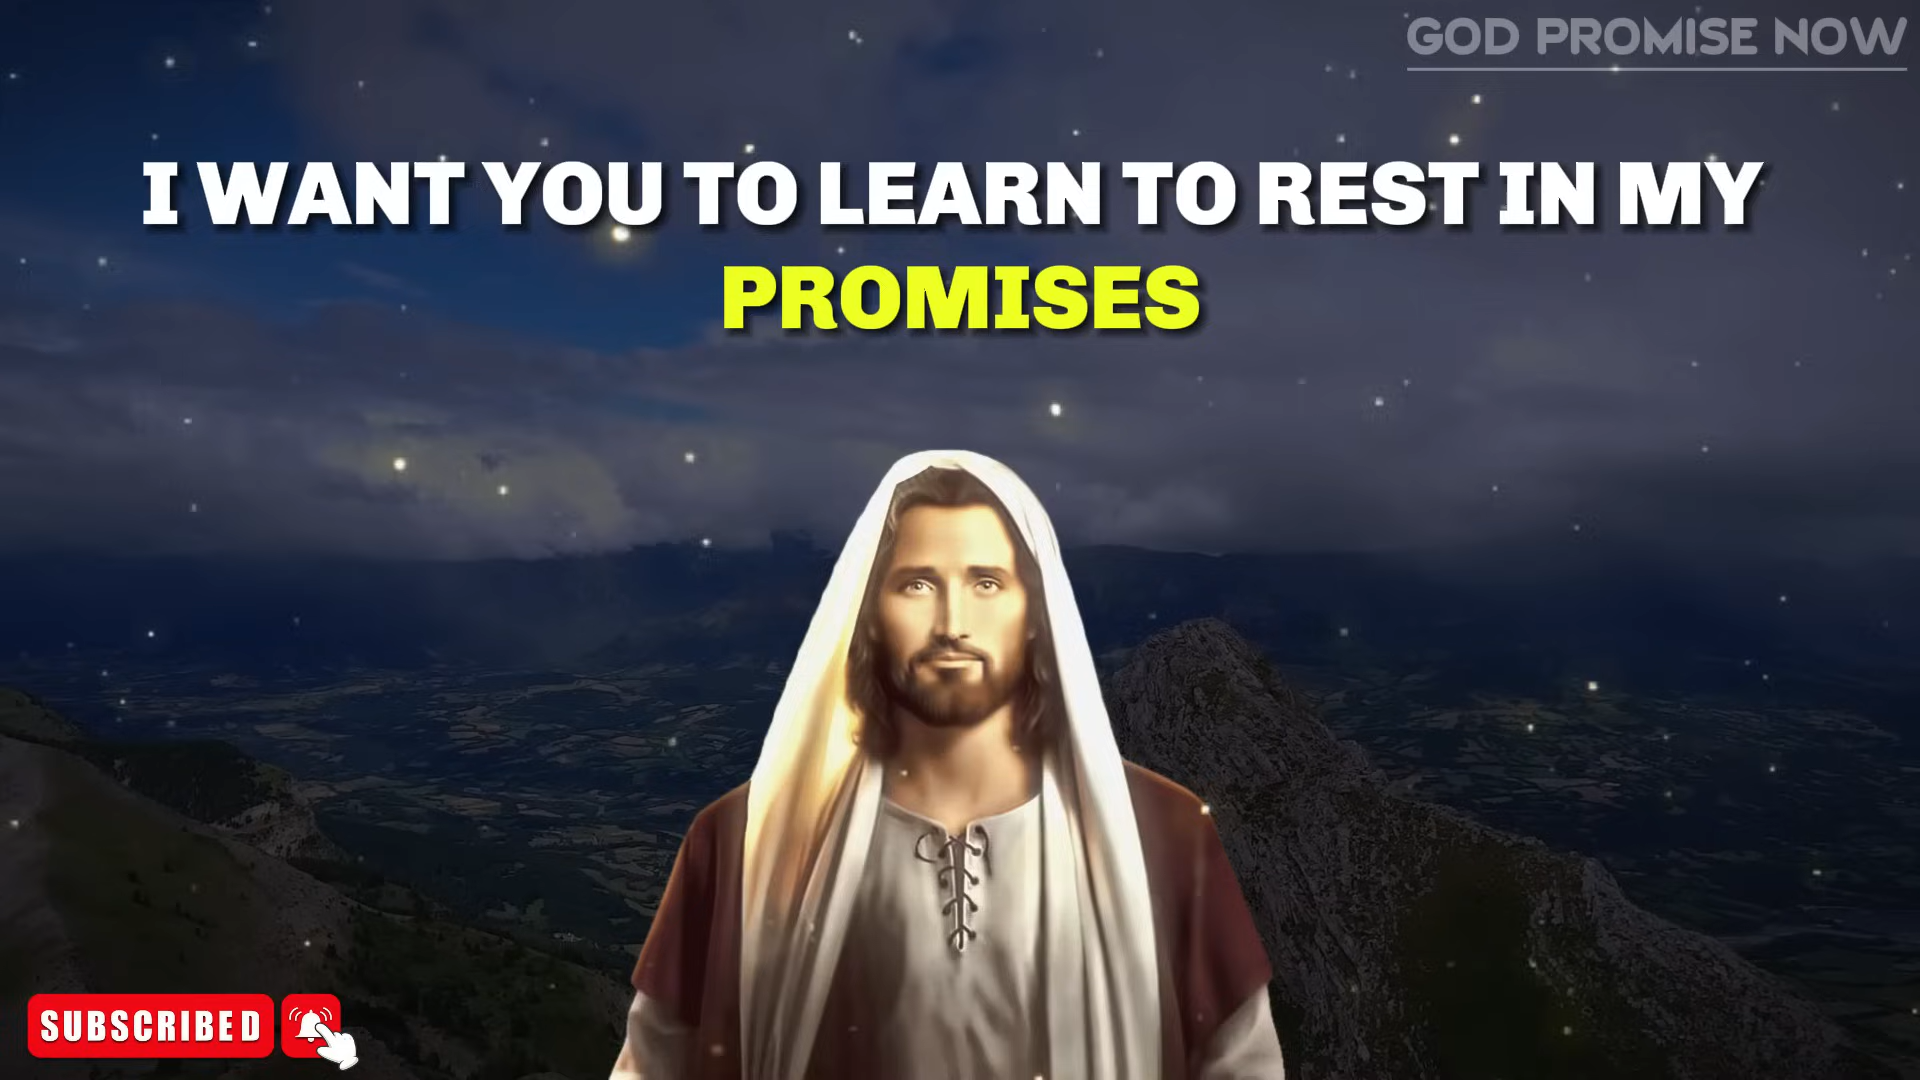 GOD PROMISE NOW
I WANT YOU TO LEARN TO REST IN MY
PROMISES
SUBSCRIBED